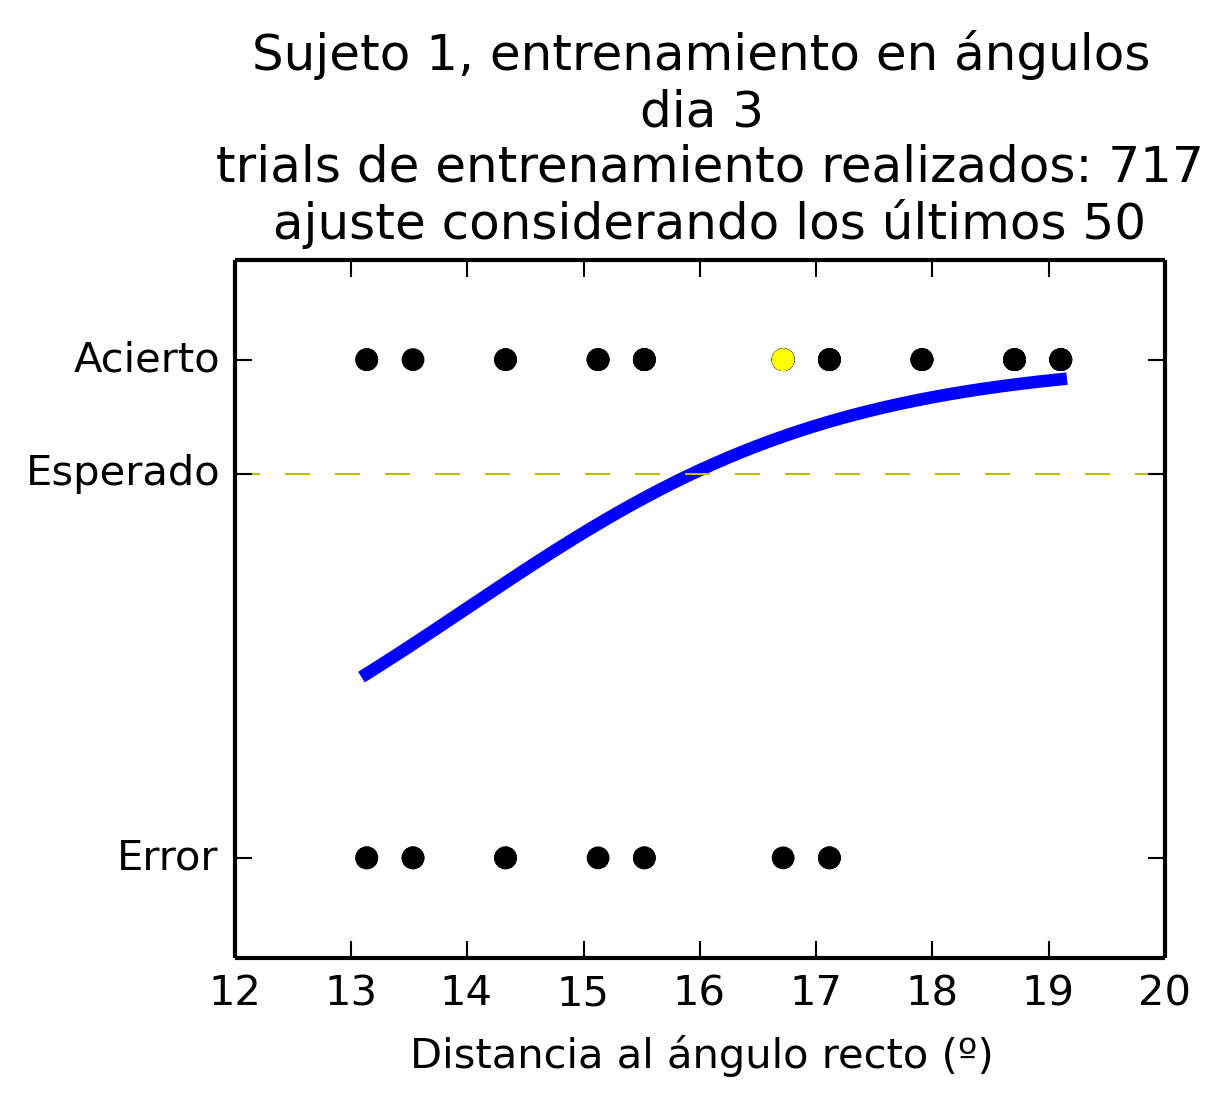 Sujeto 1, entrenamiento en ángulos
dia 3
trials de entrenamiento realizados: 717
ajuste considerando los últimos 50
Acierto
Esperado
Error
12 13 14 15 16 17 18 19 20
Distancia al ángulo recto (º)